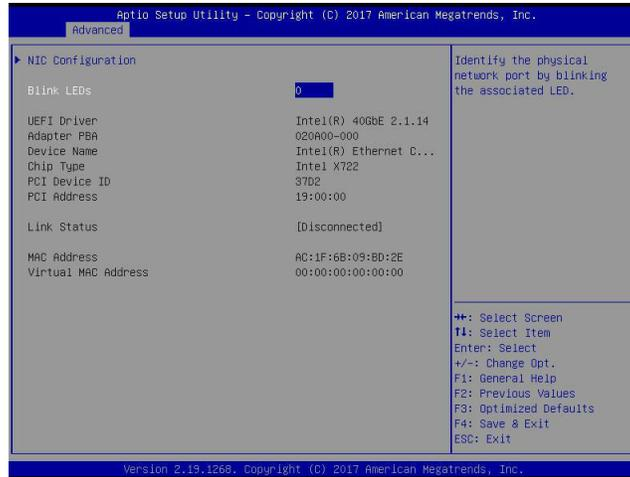 Aptio Setup Utility – Copyright (C) 2017 American Megatrends, Inc.
Advanced
▶ NIC Configuration
Blink LEDs 0
UEFI Driver Intel(R) 40GbE 2.1.14
Adapter PBA 020A00-000
Device Name Intel(R) Ethernet C...
Chip Type Intel X722
PCI Device ID 37D2
PCI Address 19:00:00
Link Status [Disconnected]
MAC Address AC:1F:6B:09:BD:2E
Virtual MAC Address 00:00:00:00:00:00
Identify the physical
network port by blinking
the associated LED.
→←: Select Screen
↑↓: Select Item
Enter: Select
+/-: Change Opt.
F1: General Help
F2: Previous Values
F3: Optimized Defaults
F4: Save & Exit
ESC: Exit
Version 2.19.1268. Copyright (C) 2017 American Megatrends, Inc.